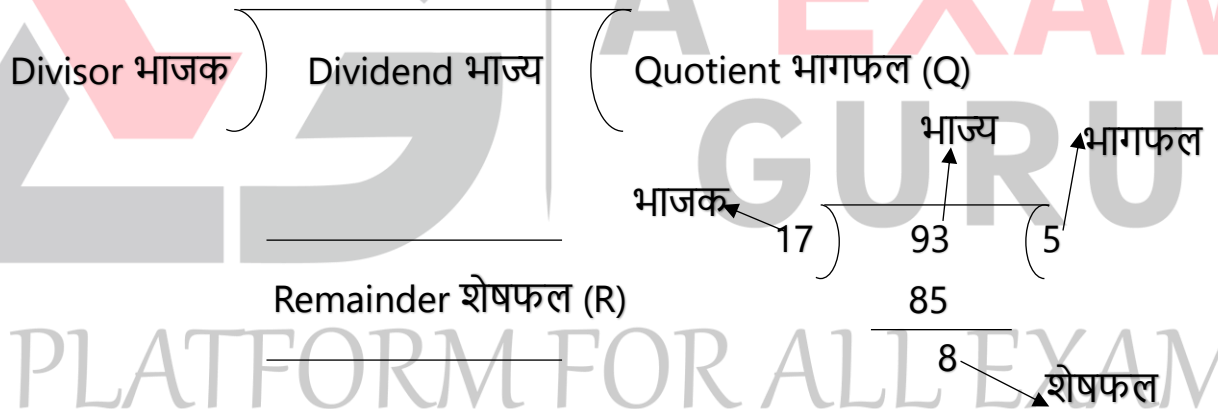 A EXAM
Divisor भाजक Dividend भाज्य Quotient भागफल (Q)
GURU
भाज्य भागफल
भाजक
17 93 5
Remainder शेषफल (R) 85
PLATFORM FOR ALL EXAM
8
शेषफल